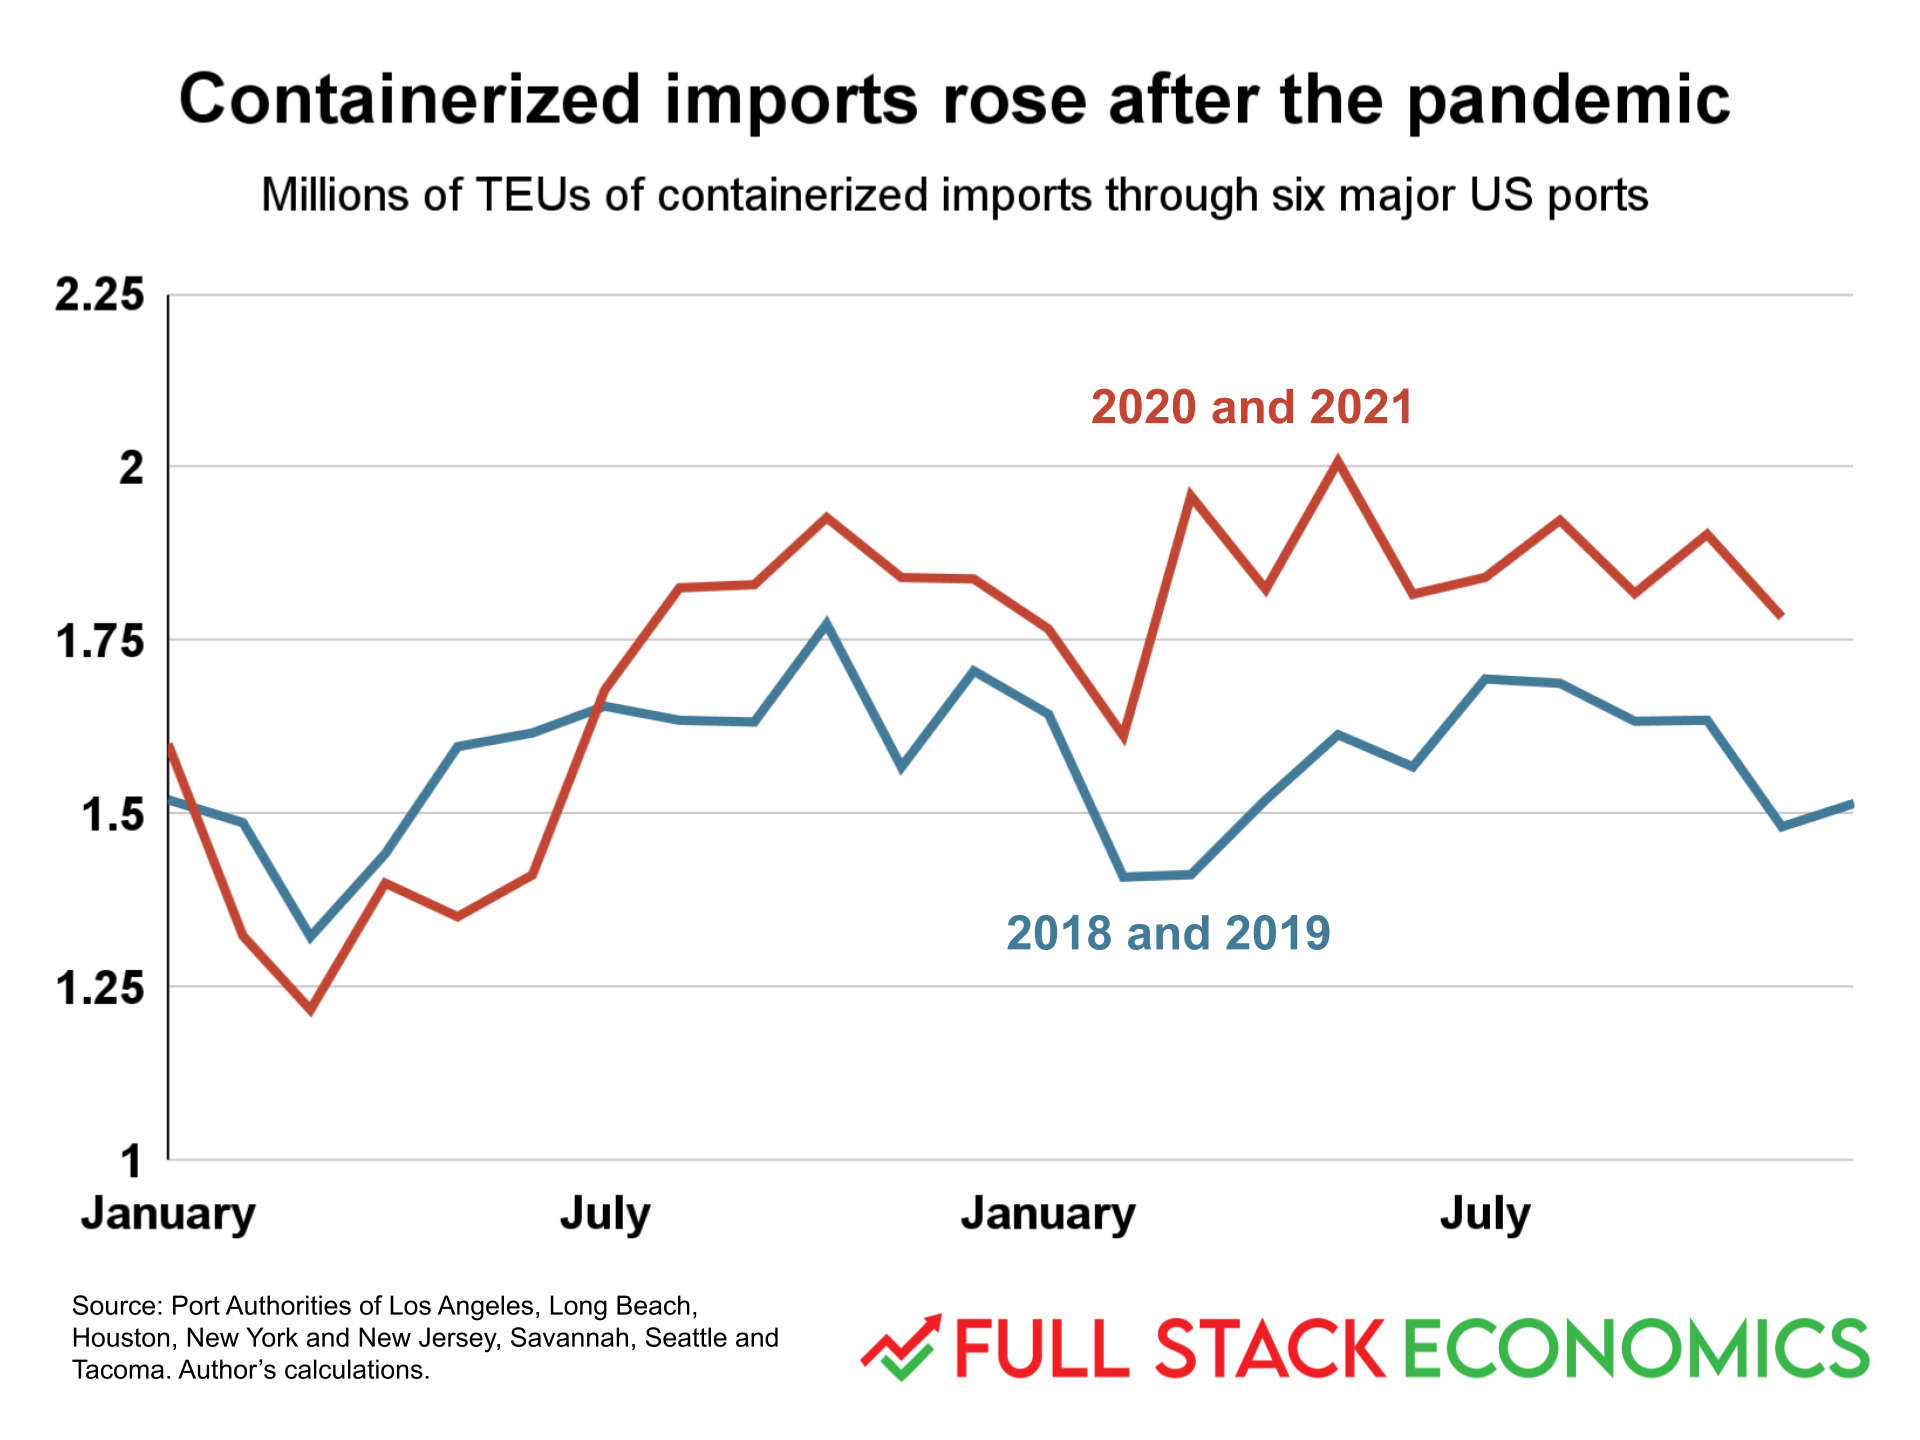 Containerized imports rose after the pandemic
Millions of TEUs of containerized imports through six major US ports
2.25
2020 and 2021
2
1.75
1.5
2018 and 2019
1.25
1
January July January July
Source: Port Authorities of Los Angeles, Long Beach,
Houston, New York and New Jersey, Savannah, Seattle and
Tacoma. Author’s calculations.
FULL STACK ECONOMICS